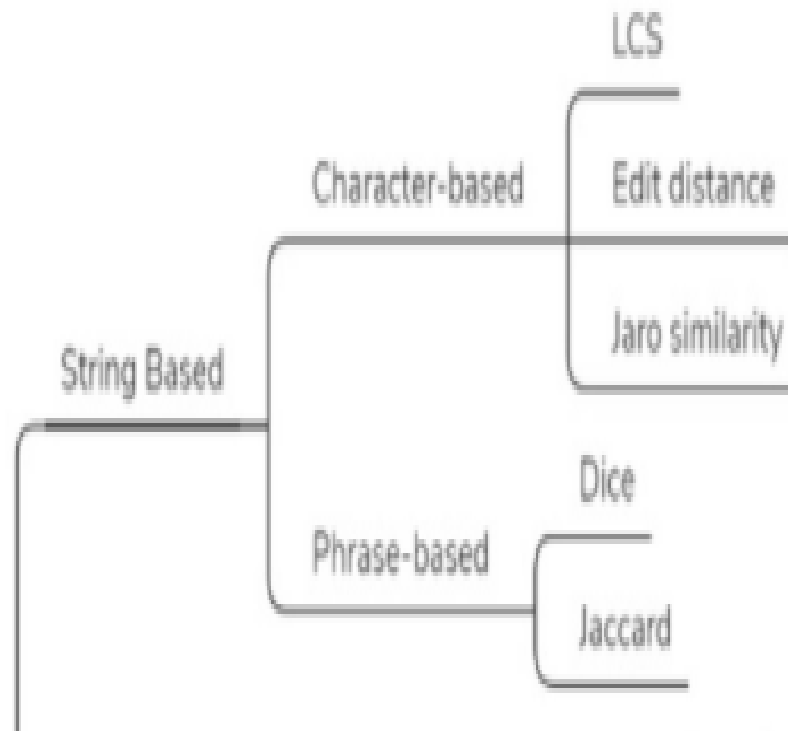 LCS
Character-based
Edit distance
Jaro similarity
String Based
Dice
Phrase-based
Jaccard